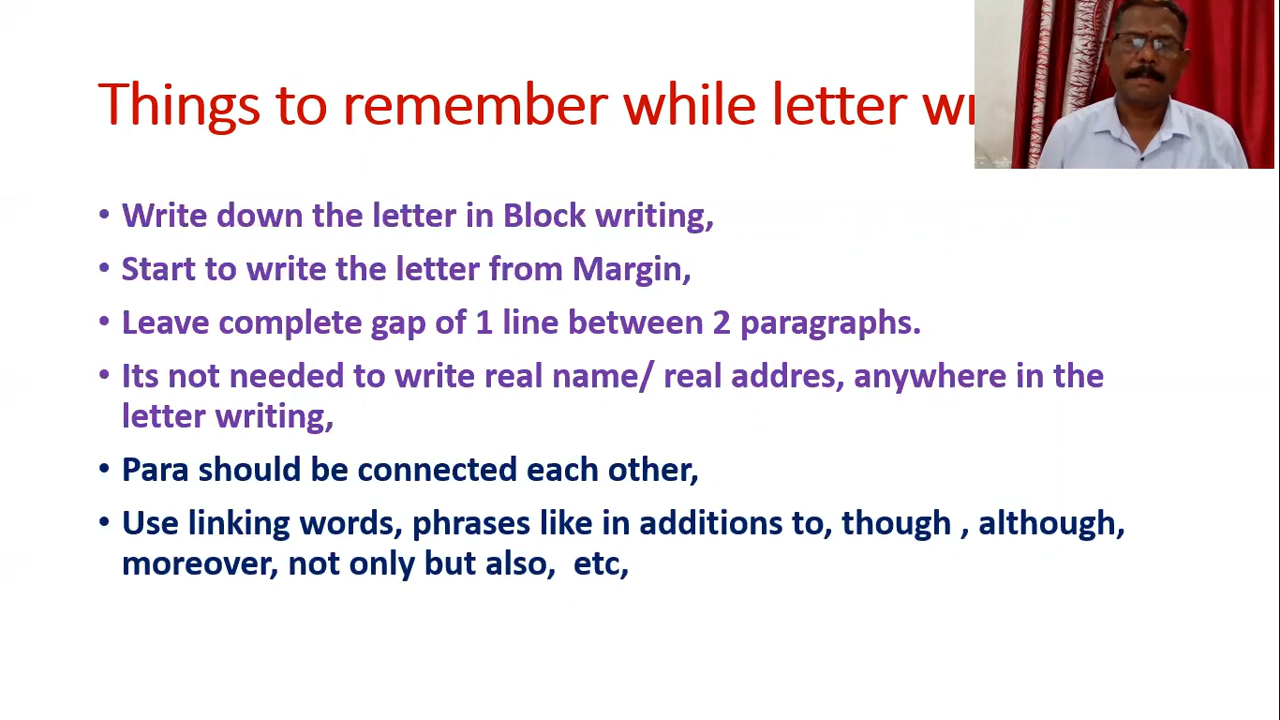 Things to remember while letter
• Write down the letter in Block writing,
• Start to write the letter from Margin,
• Leave complete gap of 1 line between 2 paragraphs.
• Its not needed to write real name/ real addres, anywhere in the
letter writing,
• Para should be connected each other,
• Use linking words, phrases like in additions to, though , although,
moreover, not only but also,  etc,